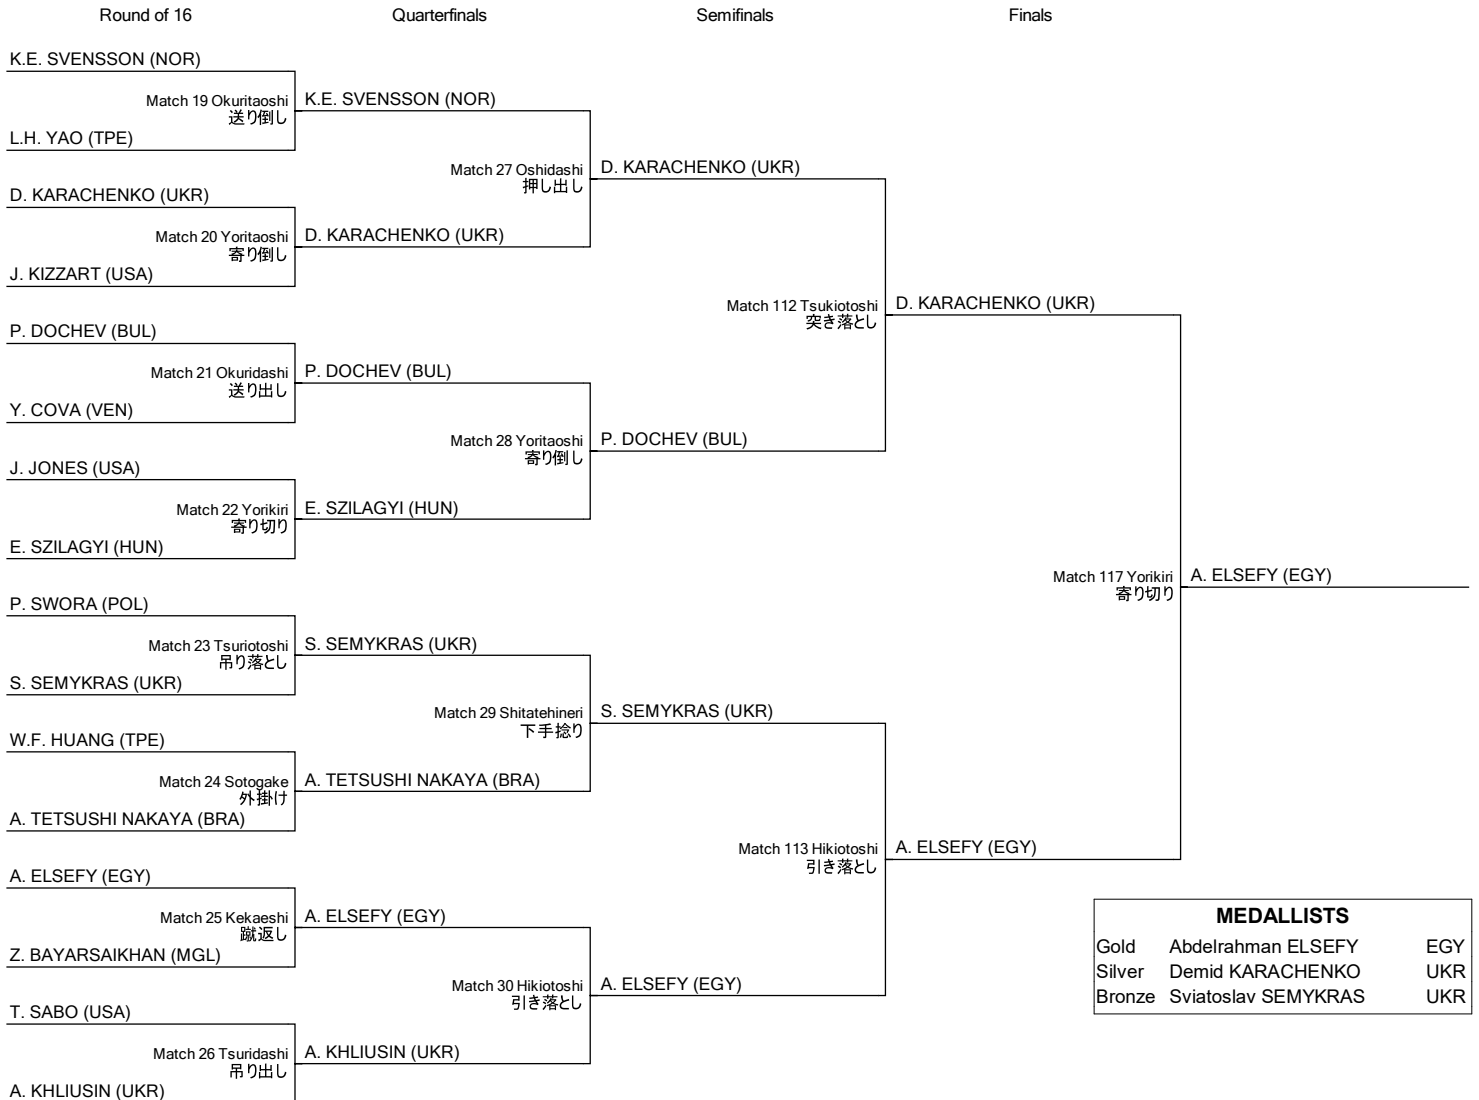 Round of 16 Quarterfinals Semifinals Finals
K.E. SVENSSON (NOR)
Match 19 Okuritaoshi
送り倒し
L.H. YAO (TPE)
K.E. SVENSSON (NOR)
Match 27 Oshidashi
押し出し
D. KARACHENKO (UKR)
D. KARACHENKO (UKR)
Match 20 Yoritaoshi
寄り倒し
J. KIZZART (USA)
D. KARACHENKO (UKR)
Match 112 Tsukiotoshi
突き落とし
D. KARACHENKO (UKR)
P. DOCHEV (BUL)
Match 21 Okuridashi
送り出し
Y. COVA (VEN)
P. DOCHEV (BUL)
Match 28 Yoritaoshi
寄り倒し
P. DOCHEV (BUL)
J. JONES (USA)
Match 22 Yorikiri
寄り切り
E. SZILAGYI (HUN)
E. SZILAGYI (HUN)
Match 117 Yorikiri
寄り切り
A. ELSEFY (EGY)
P. SWORA (POL)
Match 23 Tsuriotoshi
吊り落とし
S. SEMYKRAS (UKR)
S. SEMYKRAS (UKR)
Match 29 Shitatehineri
下手捻り
S. SEMYKRAS (UKR)
W.F. HUANG (TPE)
Match 24 Sotogake
外掛け
A. TETSUSHI NAKAYA (BRA)
A. TETSUSHI NAKAYA (BRA)
Match 113 Hikiotoshi
引き落とし
A. ELSEFY (EGY)
A. ELSEFY (EGY)
Match 25 Kekaeshi
蹴返し
Z. BAYARSAIKHAN (MGL)
A. ELSEFY (EGY)
Match 30 Hikiotoshi
引き落とし
A. ELSEFY (EGY)
T. SABO (USA)
Match 26 Tsuridashi
吊り出し
A. KHLIUSIN (UKR)
A. KHLIUSIN (UKR)
MEDALLISTS
Gold Abdelrahman ELSEFY EGY
Silver Demid KARACHENKO UKR
Bronze Sviatoslav SEMYKRAS UKR